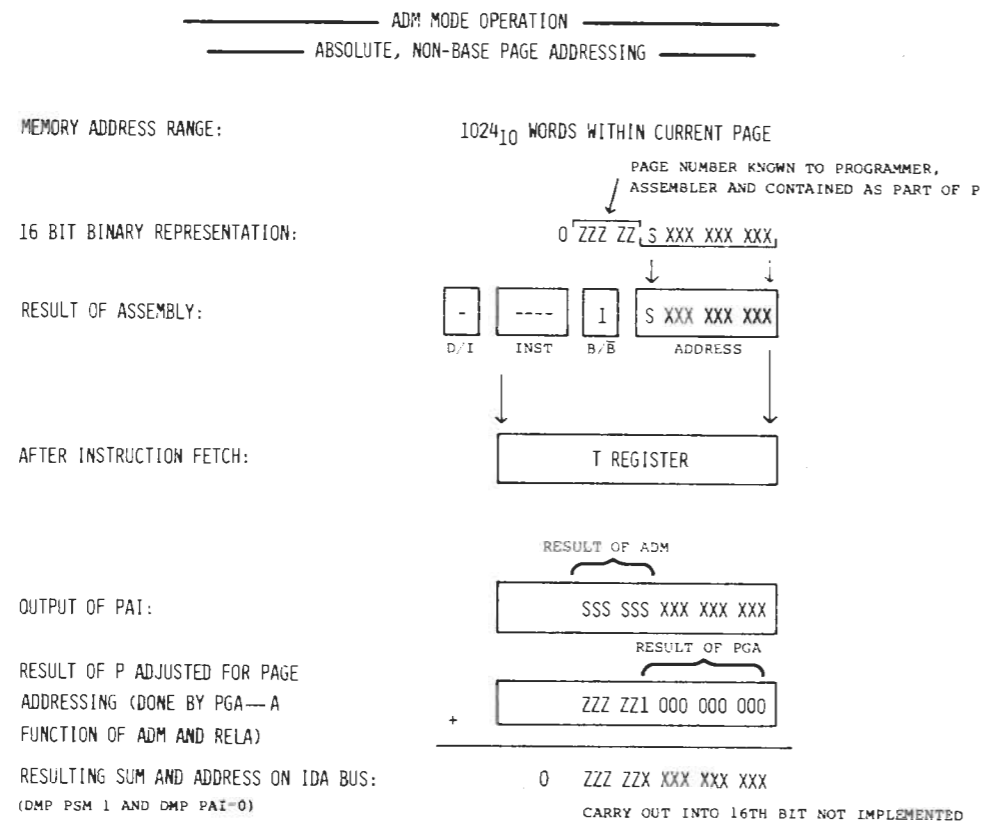 ADM MODE OPERATION
ABSOLUTE, NON-BASE PAGE ADDRESSING
MEMORY ADDRESS RANGE: 1024₁₀ WORDS WITHIN CURRENT PAGE
PAGE NUMBER KNOWN TO PROGRAMMER,
ASSEMBLER AND CONTAINED AS PART OF P
16 BIT BINARY REPRESENTATION: 0 ZZZ ZZ S XXX XXX XXX
RESULT OF ASSEMBLY: - ---- 1 S XXX XXX XXX
D/I INST B/B̅ ADDRESS
AFTER INSTRUCTION FETCH: T REGISTER
RESULT OF ADM
OUTPUT OF PAI: SSS SSS XXX XXX XXX
RESULT OF PGA
RESULT OF P ADJUSTED FOR PAGE
ADDRESSING (DONE BY PGA—A ZZZ ZZ1 000 000 000
FUNCTION OF ADM AND RELA) +
RESULTING SUM AND ADDRESS ON IDA BUS: 0 ZZZ ZZX XXX XXX XXX
(DMP PSM 1 AND DMP PAI=0) CARRY OUT INTO 16TH BIT NOT IMPLEMENTED